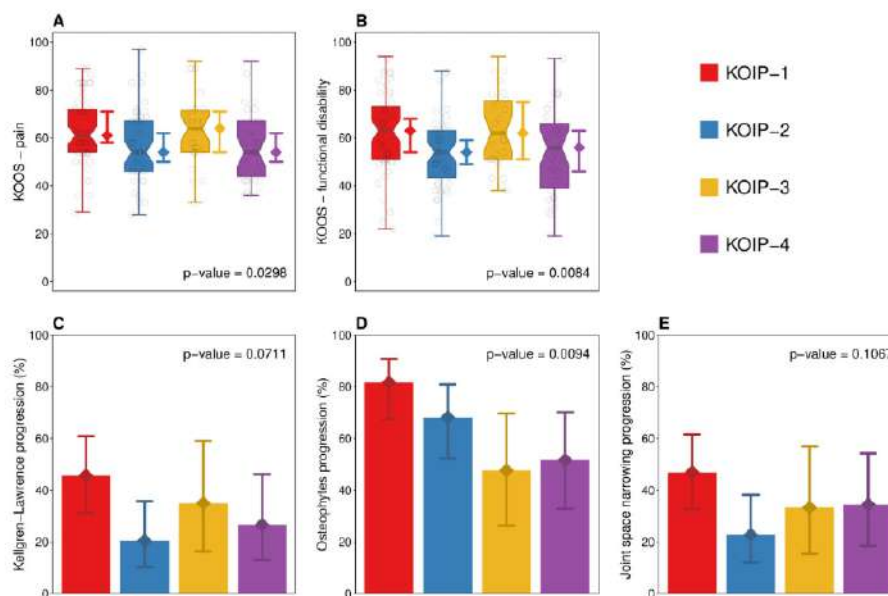 A
B
KOOS – pain
100
80
60
40
20
0
p-value = 0.0298
KOOS – functional disability
100
80
60
40
20
0
p-value = 0.0084
KOIP-1
KOIP-2
KOIP-3
KOIP-4
C
D
E
Kellgren-Lawrence progression (%)
100
80
60
40
20
0
p-value = 0.0711
Osteophytes progression (%)
100
80
60
40
20
0
p-value = 0.0094
Joint space narrowing progression (%)
100
80
60
40
20
0
p-value = 0.1067